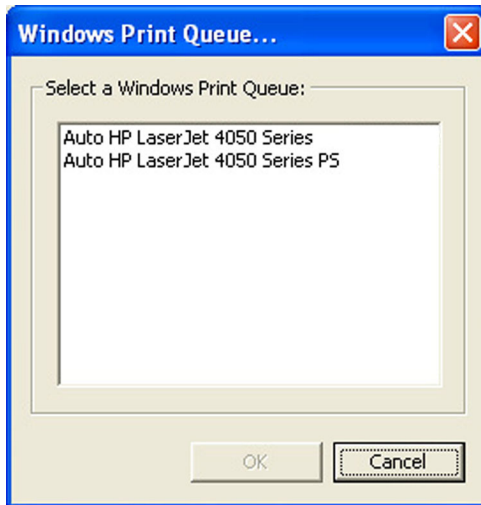 Windows Print Queue...
Select a Windows Print Queue:
Auto HP LaserJet 4050 Series
Auto HP LaserJet 4050 Series PS
OK
Cancel